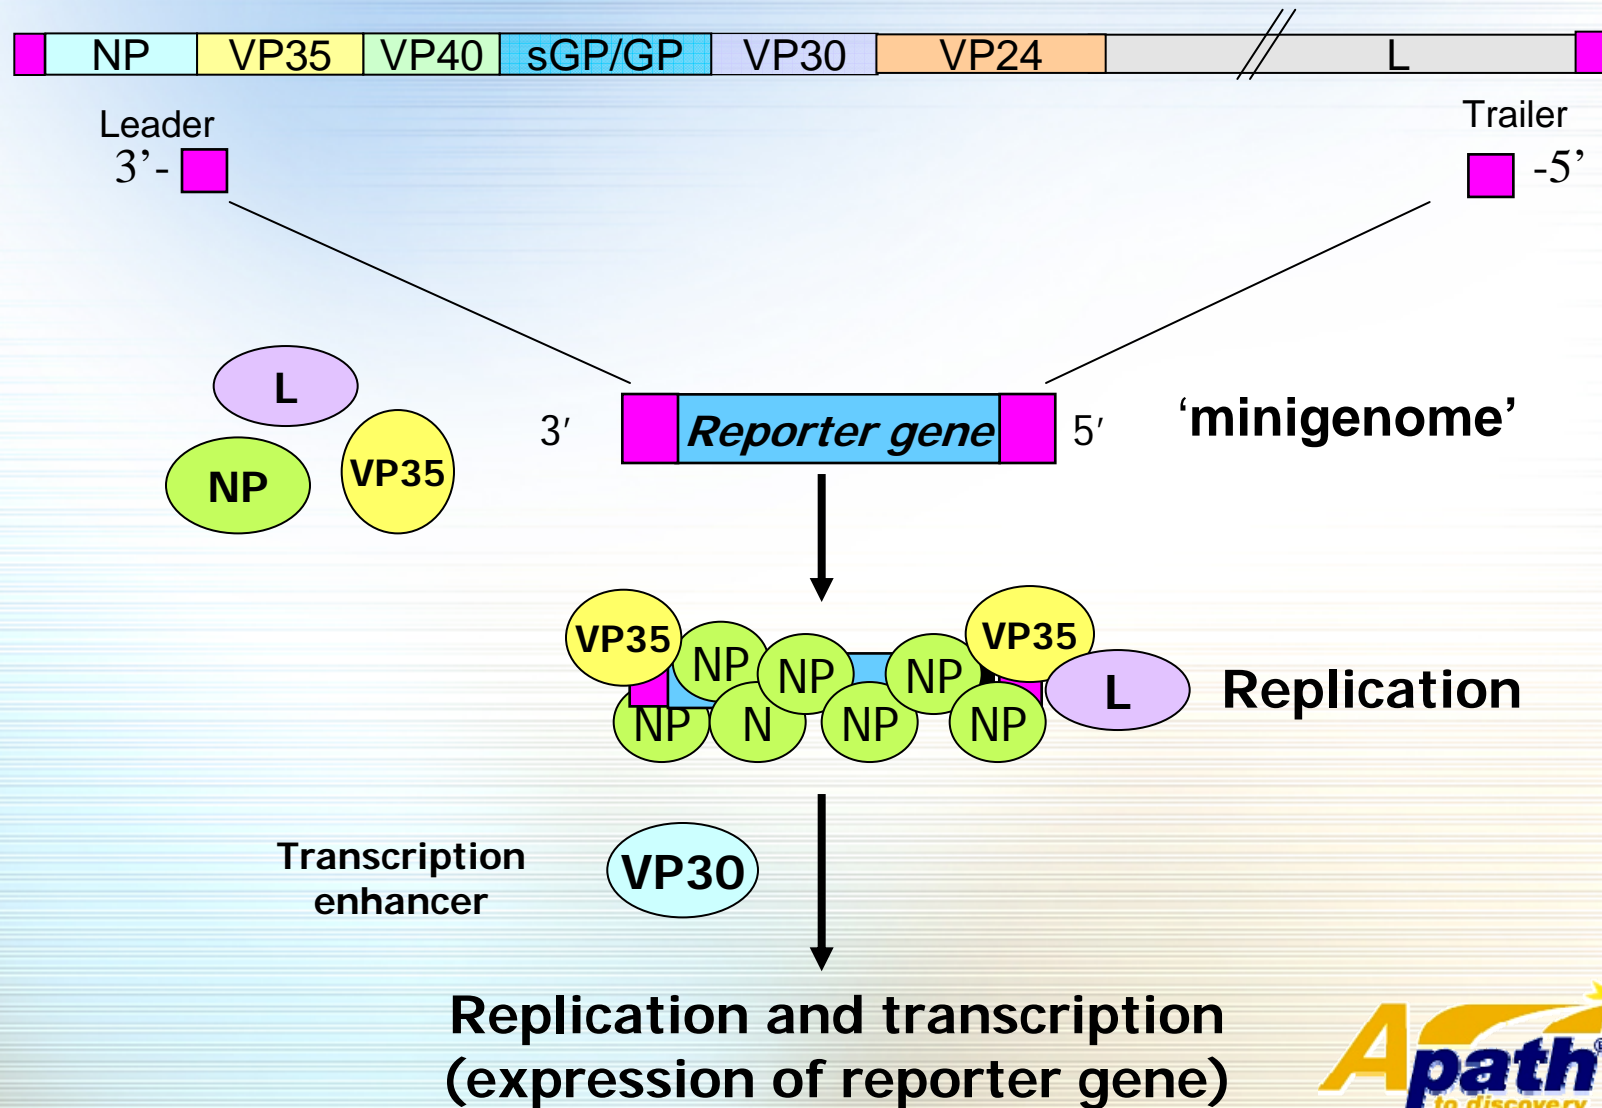 NP VP35 VP40 sGP/GP VP30 VP24 L
Leader
3’-
Trailer
-5’
L
NP
VP35
3′
Reporter gene
5′
‘minigenome’
VP35
NP
NP
NP
VP35
L
NP
N
NP
NP
Replication
Transcription
enhancer
VP30
Replication and transcription
(expression of reporter gene)
Apath®
to discovery